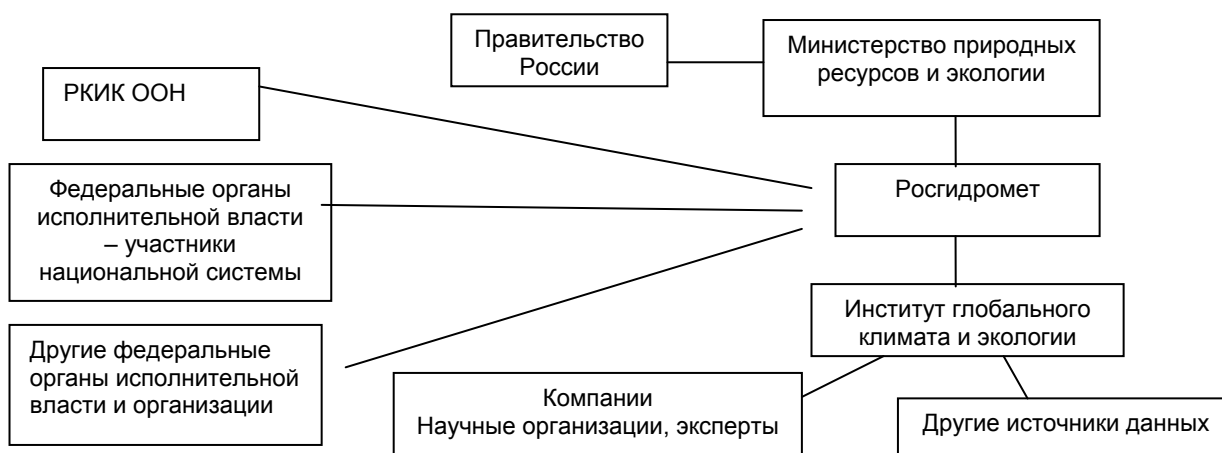 Правительство
России
Министерство природных
ресурсов и экологии
РКИК ООН
Федеральные органы
исполнительной власти
– участники
национальной системы
Росгидромет
Институт глобального
климата и экологии
Другие федеральные
органы исполнительной
власти и организации
Компании
Научные организации, эксперты
Другие источники данных